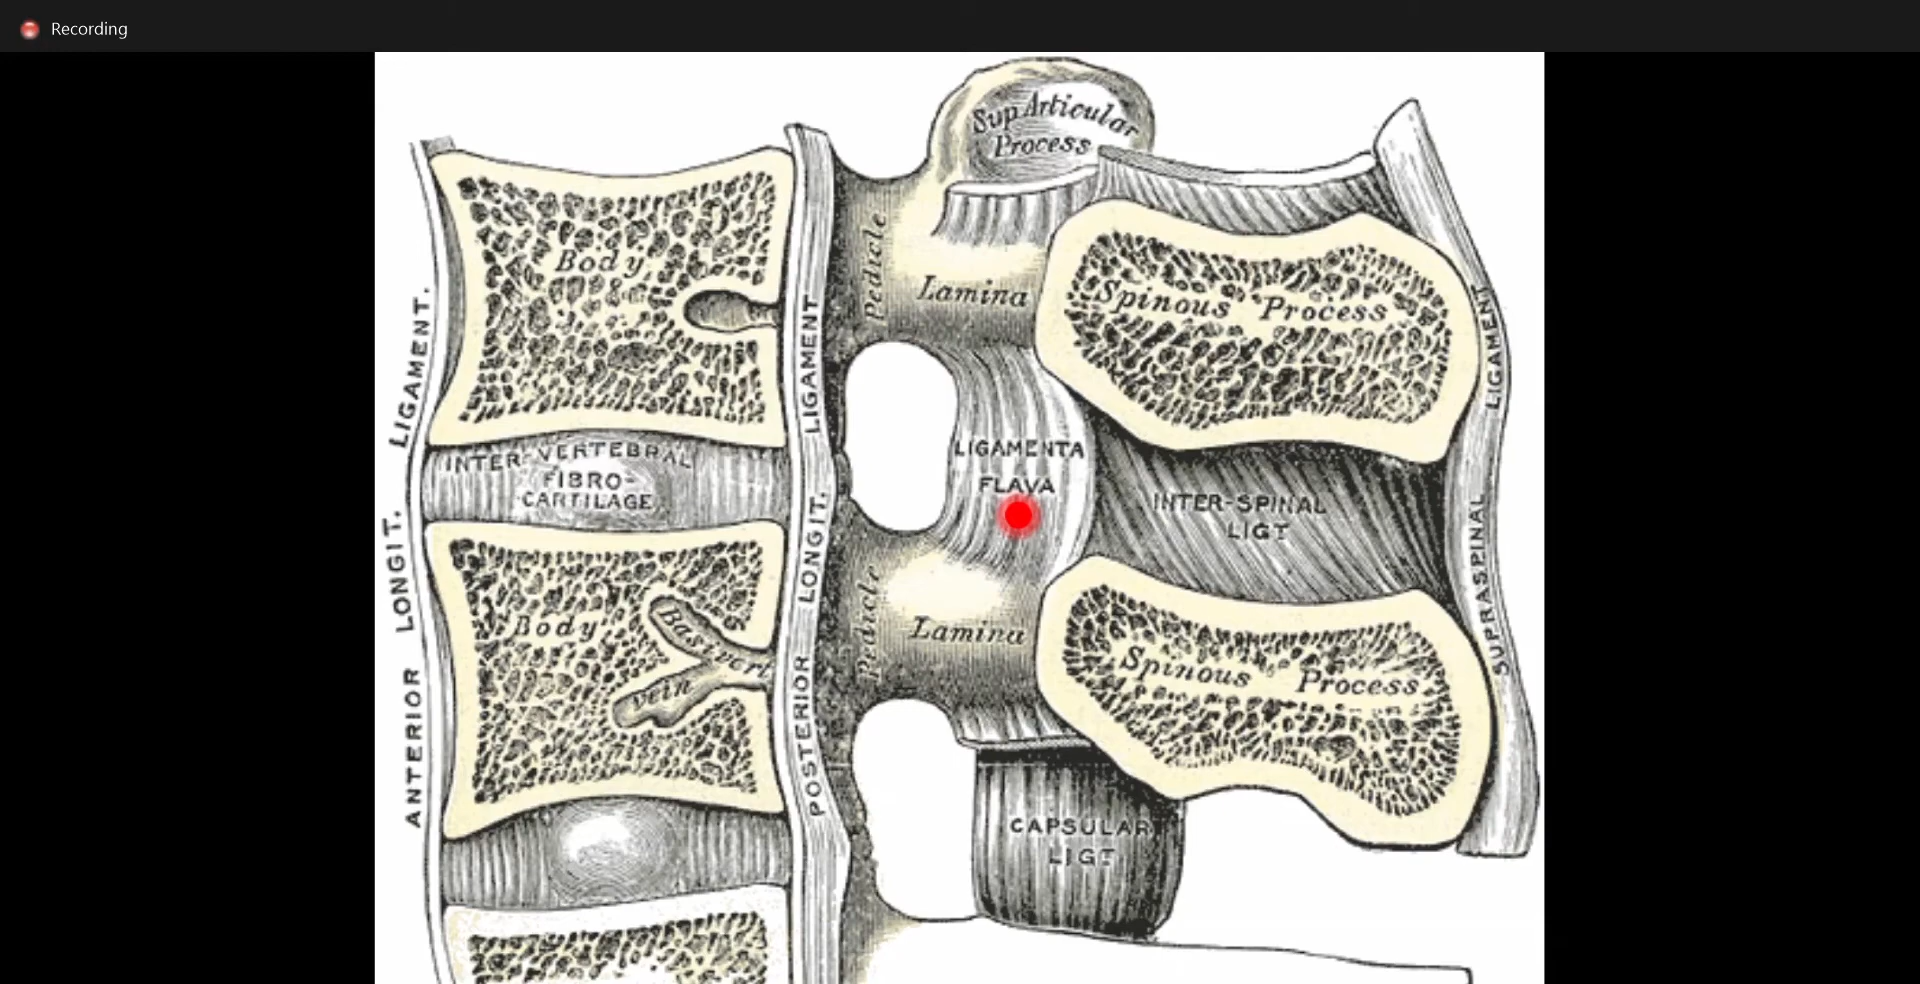 Recording
Sup Articular
Process
Body
Pedicle
Lamina
Spinous Process
LIGAMENT.
LIGAMENT
LIGAMENT
INTER-VERTEBRAL
FIBRO-
CARTILAGE
LIGAMENTA
FLAVA
INTER-SPINAL
LIGT
ANTERIOR LONGIT.
POSTERIOR LONGIT.
SUPRASPINAL
Body
Basivert
vein
Pedicle
Lamina
Spinous Process
CAPSULAR
LIGT